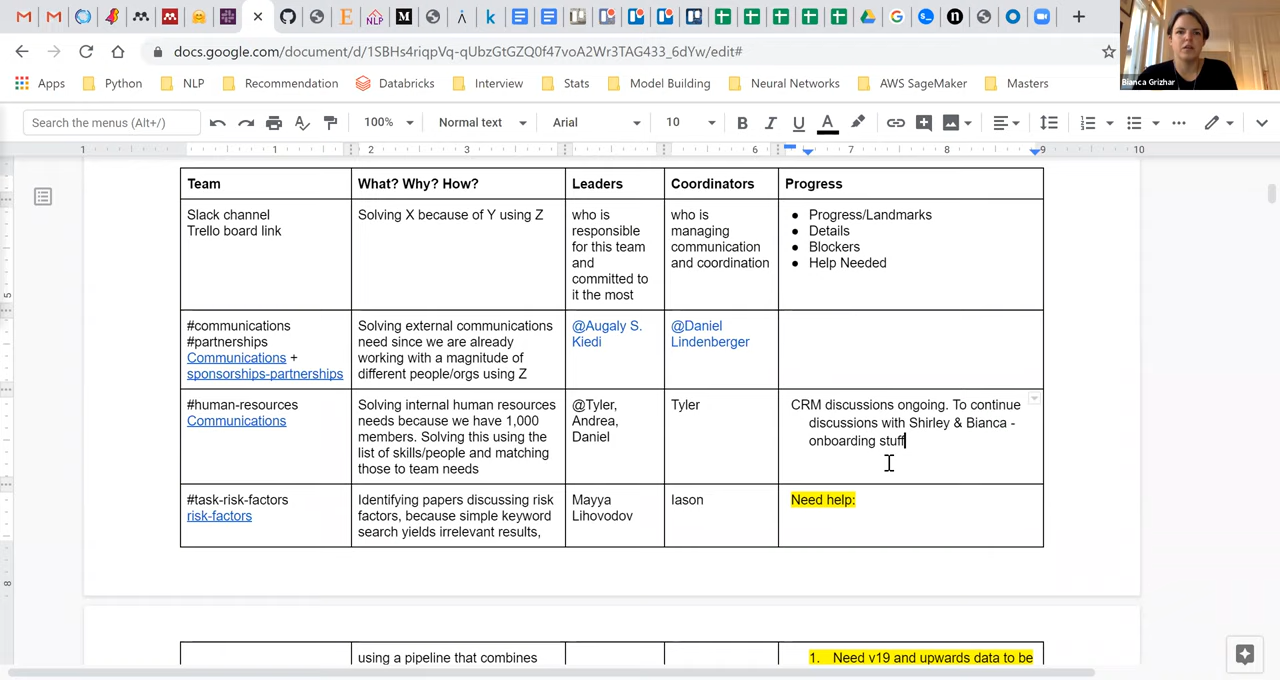 docs.google.com/document/d/1SBHs4riqpVq-qUbzGtGZQ0f47voA2Wr3TAG433_6dYw/edit#
Bianca Grizhar
Apps Python NLP Recommendation Databricks Interview Stats Model Building Neural Networks AWS SageMaker Masters
Search the menus (Alt+/) 100% Normal text Arial 10 B I U A
1 1 2 3 6 7 8 9 10
Team What? Why? How? Leaders Coordinators Progress
Slack channel
Trello board link
Solving X because of Y using Z
who is
responsible
for this team
and
committed to
it the most
who is
managing
communication
and coordination
● Progress/Landmarks
● Details
● Blockers
● Help Needed
#communications
#partnerships
Communications +
sponsorships-partnerships
Solving external communications
need since we are already
working with a magnitude of
different people/orgs using Z
@Augaly S.
Kiedi
@Daniel
Lindenberger
#human-resources
Communications
Solving internal human resources
needs because we have 1,000
members. Solving this using the
list of skills/people and matching
those to team needs
@Tyler,
Andrea,
Daniel
Tyler
CRM discussions ongoing. To continue
discussions with Shirley & Bianca -
onboarding stuff
#task-risk-factors
risk-factors
Identifying papers discussing risk
factors, because simple keyword
search yields irrelevant results,
Mayya
Lihovodov
Iason
Need help:
using a pipeline that combines
1. Need v19 and upwards data to be